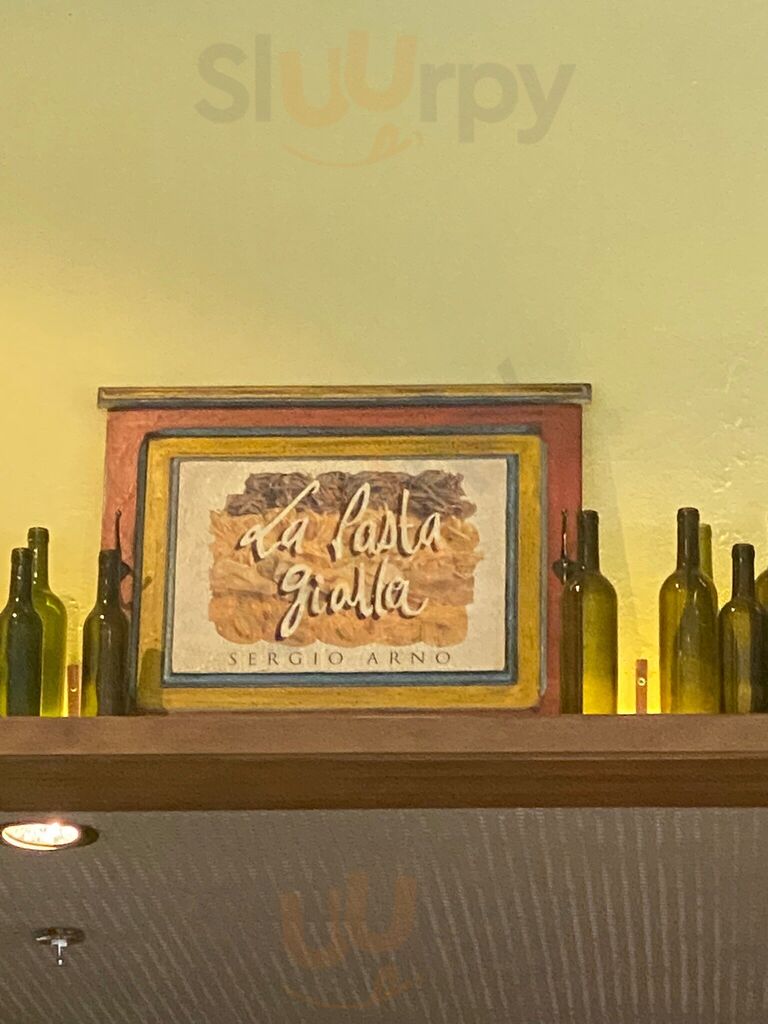 Sluurpy
La Pasta
gialla
SERGIO ARNO